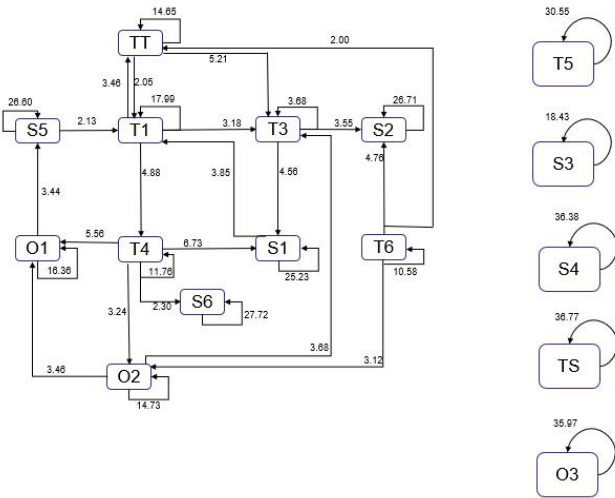 14.65
TT
2.00
5.21
3.46
2.05
30.55
T5
26.60
S5
2.13
17.99
T1
3.18
3.68
T3
3.55
26.71
S2
4.88
3.85
4.56
4.76
18.43
S3
3.44
O1
16.36
5.56
T4
11.76
6.73
S1
25.23
T6
10.58
36.38
S4
3.24
2.30
S6
27.72
36.77
TS
3.46
O2
14.73
3.68
3.12
35.97
O3